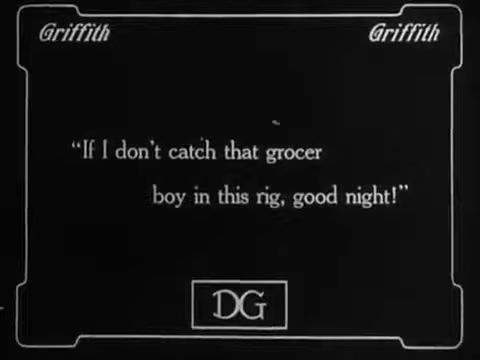 Griffith Griffith
“If I don't catch that grocer
boy in this rig, good night!”
DG